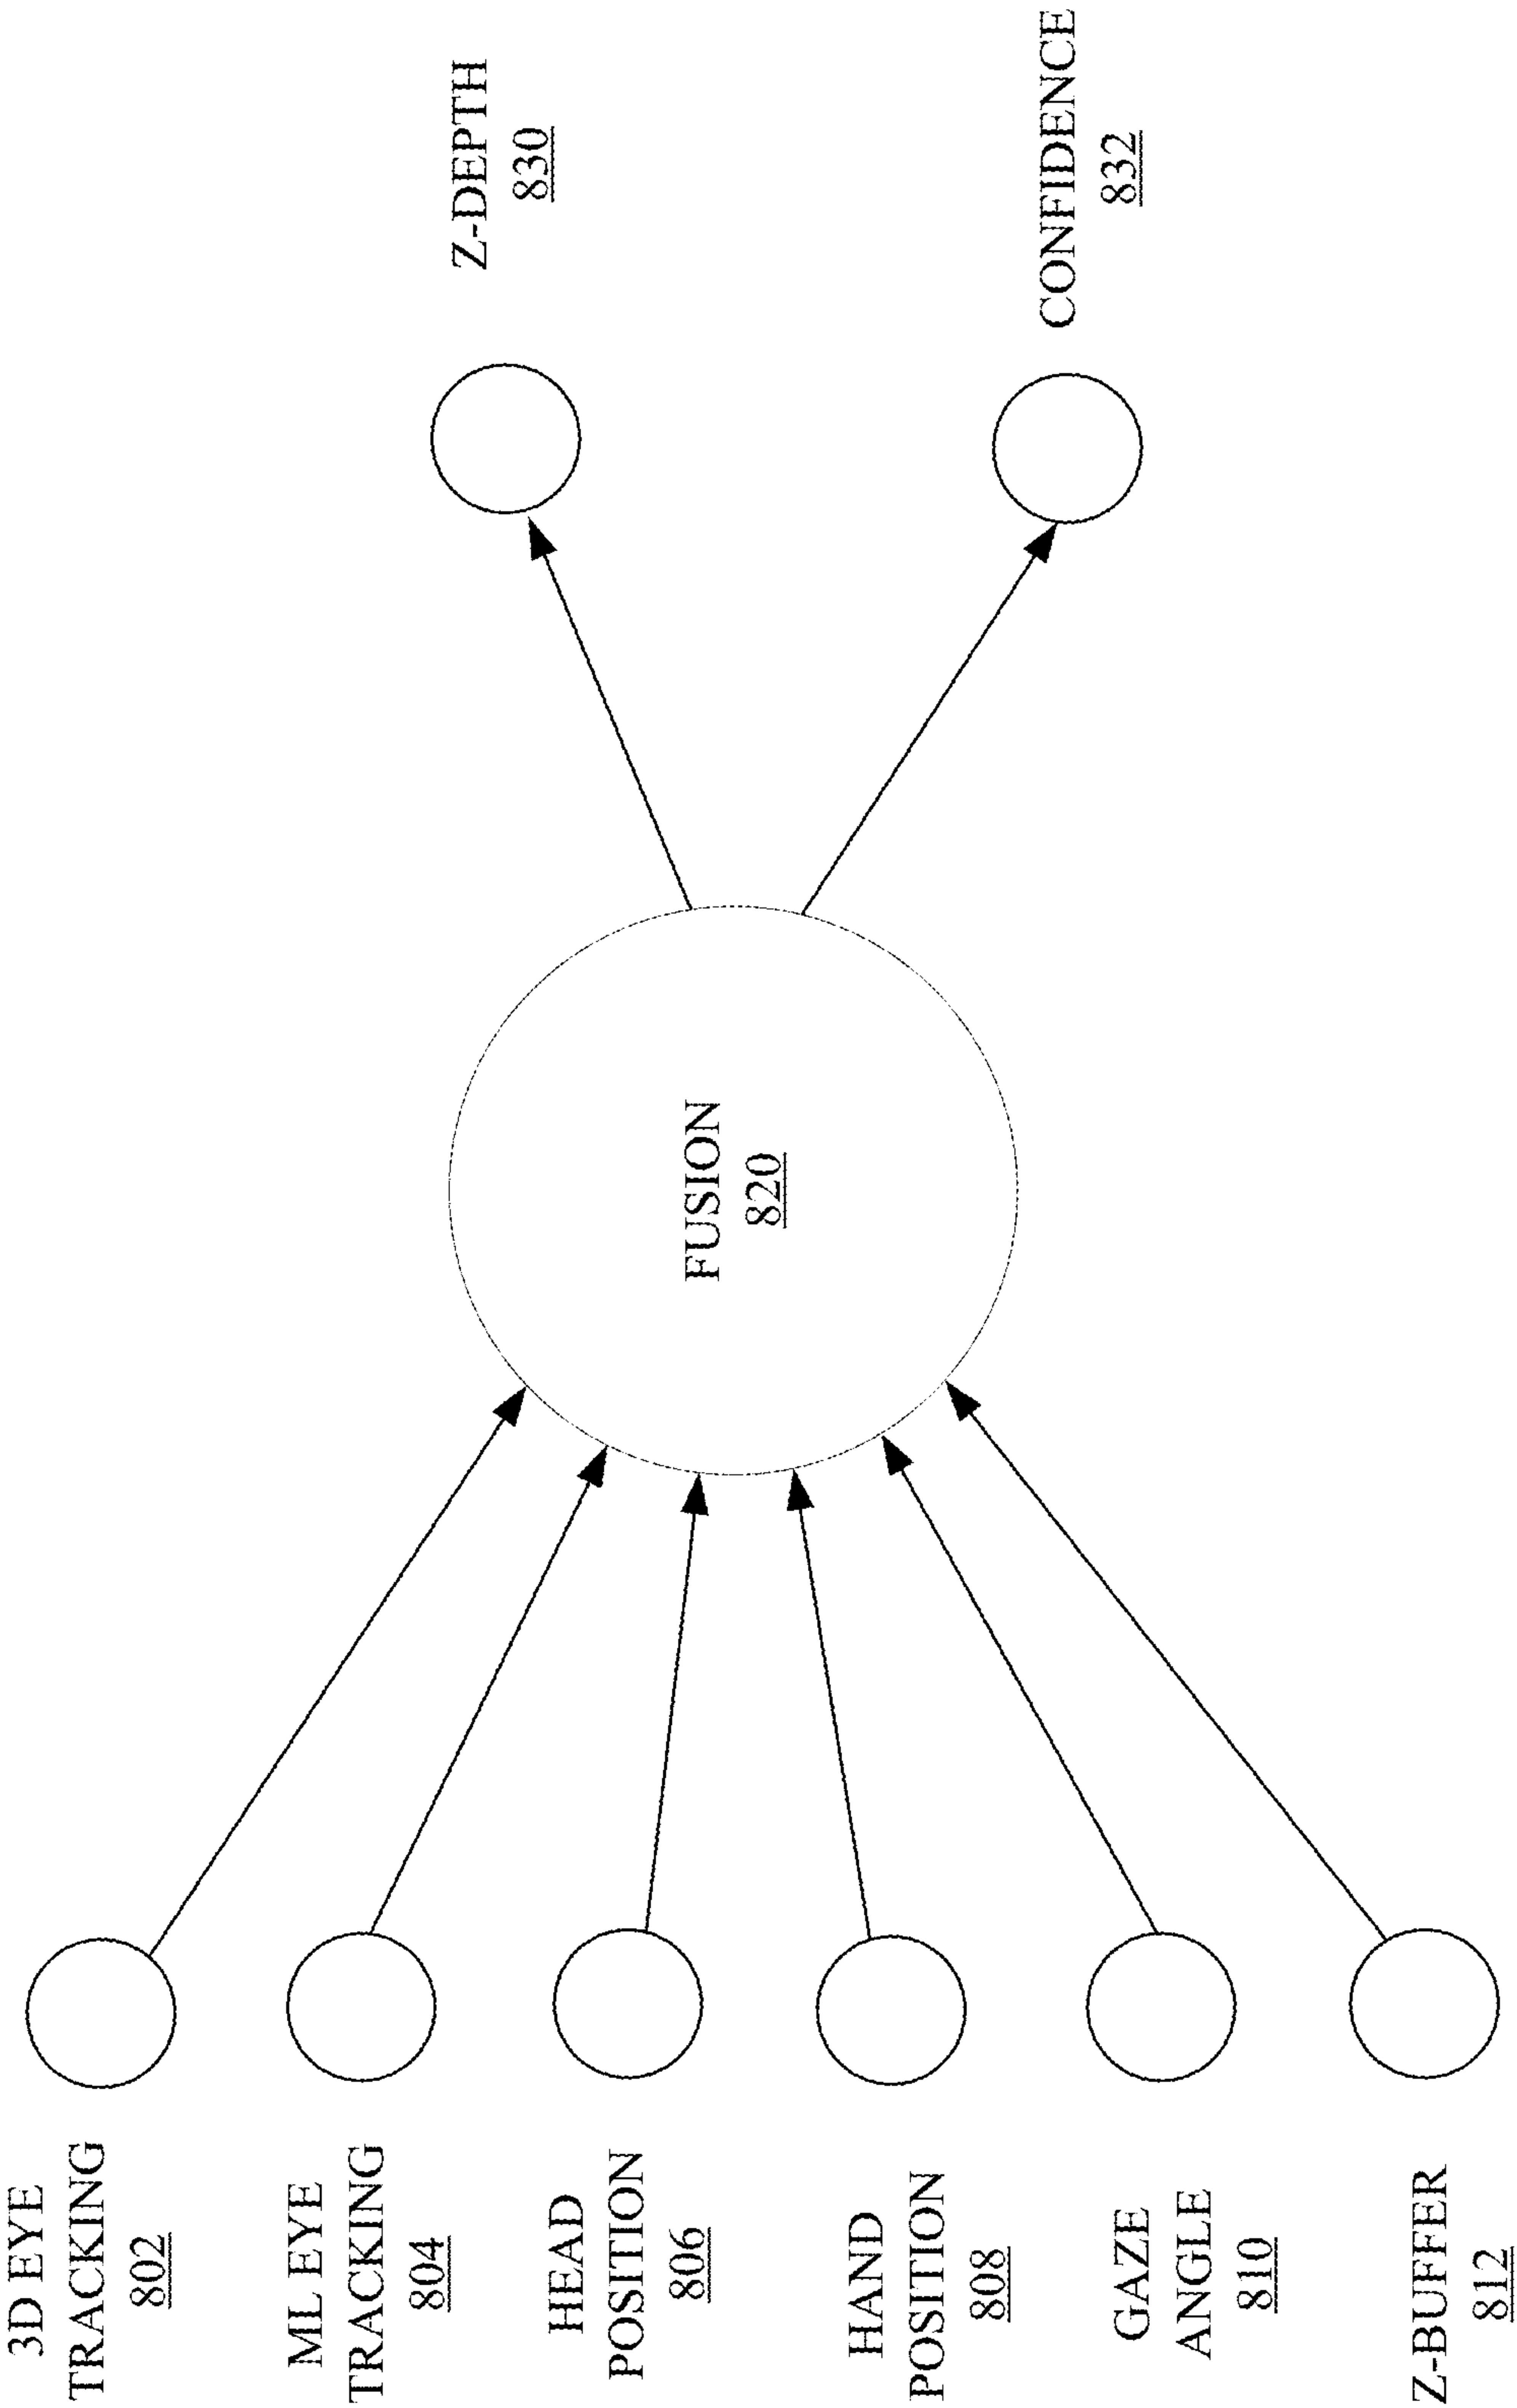 3D EYE
TRACKING
802
ML EYE
TRACKING
804
HEAD
POSITION
806
HAND
POSITION
808
GAZE
ANGLE
810
Z-BUFFER
812
FUSION
820
Z-DEPTH
830
CONFIDENCE
832